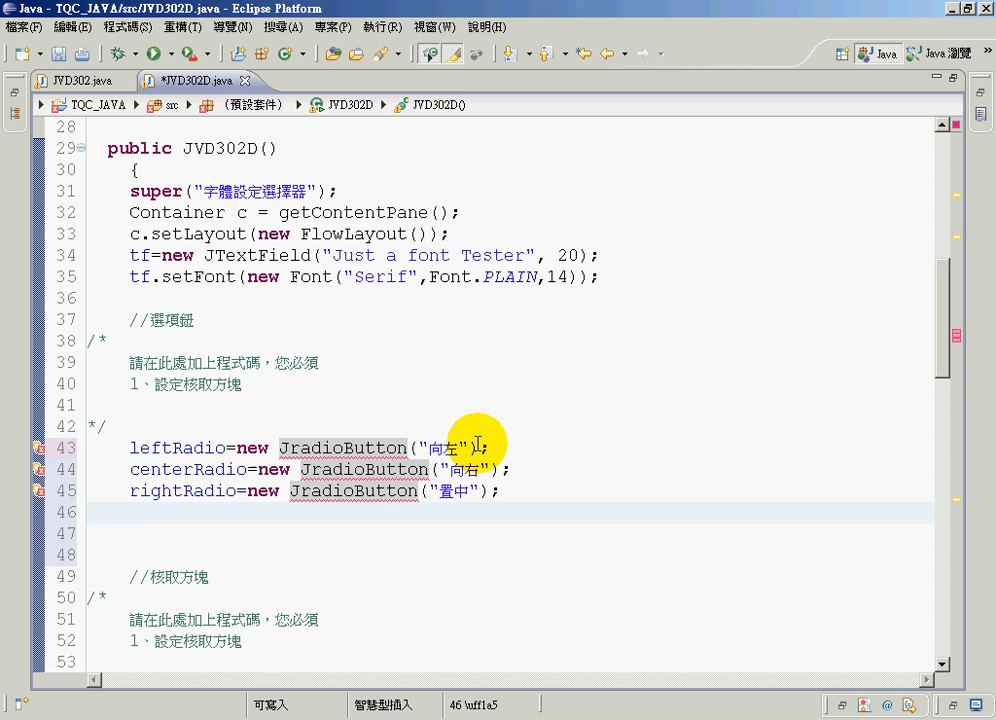 Java - TQC_JAVA/src/JVD302D.java - Eclipse Platform
檔案(F) 編輯(E) 程式碼(S) 重構(T) 導覽(N) 搜尋(A) 專案(P) 執行(R) 視窗(W) 說明(H)
Java Java 瀏覽 »
JVD302.java *JVD302D.java
TQC_JAVA src (預設套件) JVD302D JVD302D()
28
29 public JVD302D()
30 {
31 super("字體設定選擇器");
32 Container c = getContentPane();
33 c.setLayout(new FlowLayout());
34 tf=new JTextField("Just a font Tester", 20);
35 tf.setFont(new Font("Serif",Font.PLAIN,14));
36
37 //選項鈕
38 /*
39 請在此處加上程式碼，您必須
40 1、設定核取方塊
41
42 */
43 leftRadio=new JradioButton("向左");
44 centerRadio=new JradioButton("向右");
45 rightRadio=new JradioButton("置中");
46
47
48
49 //核取方塊
50 /*
51 請在此處加上程式碼，您必須
52 1、設定核取方塊
53
可寫入 智慧型插入 46 \uff1a5